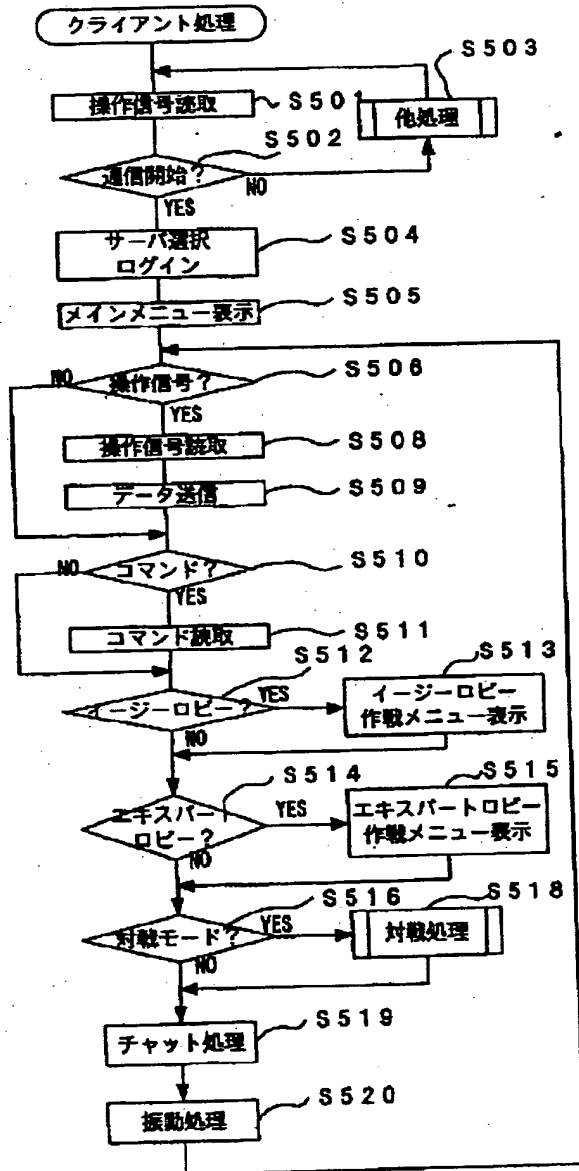 クライアント処理
S503
操作信号読取
S501
他処理
S502
通信開始?
NO
YES
サーバ選択
ログイン
S504
メインメニュー表示
S505
NO
操作信号?
S506
YES
操作信号読取
S508
データ送信
S509
NO
コマンド?
S510
YES
コマンド読取
S511
S512
S513
イージーロビー?
YES
イージーロビー
作戦メニュー表示
NO
S514
S515
エキスパート
ロビー?
YES
エキスパートロビー
作戦メニュー表示
NO
S516
S518
対戦モード?
YES
対戦処理
NO
チャット処理
S519
振動処理
S520